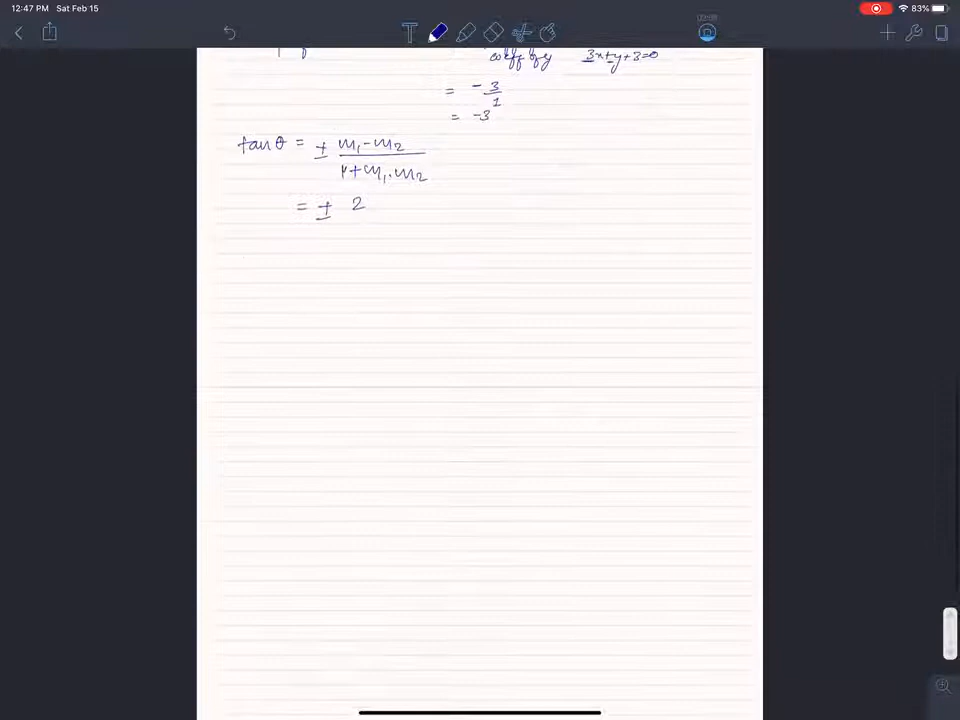 12:47 PM Sat Feb 15 83%
coeff of y 3x+y+3=0
= -3/1
= -3
tan θ = ± m₁-m₂/1+m₁.m₂
= ± 2